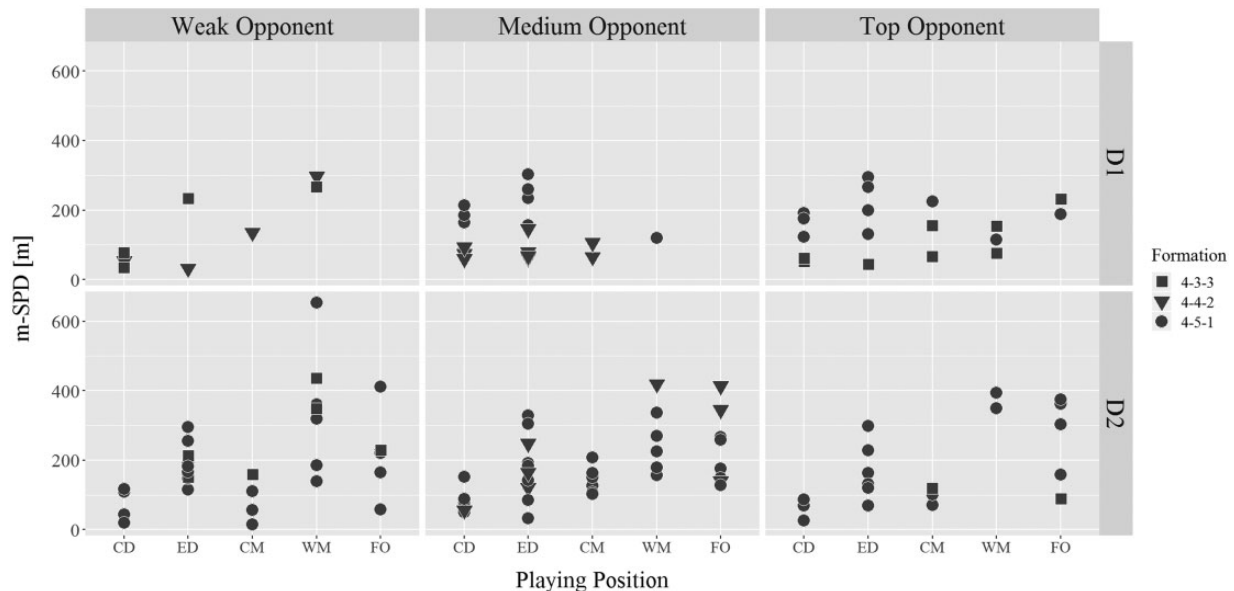 Weak Opponent
Medium Opponent
Top Opponent
600
400
200
0
D1
600
400
200
0
D2
m-SPD [m]
CD ED CM WM FO
CD ED CM WM FO
CD ED CM WM FO
Playing Position
Formation
4-3-3
4-4-2
4-5-1